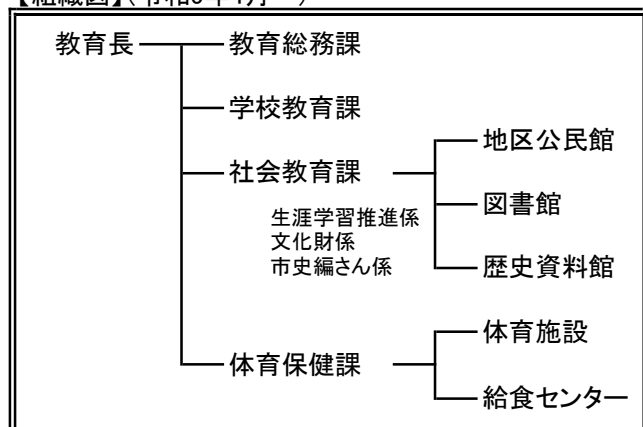 教育長 教育総務課
学校教育課
地区公民館
社会教育課
図書館
生涯学習推進係
文化財係
市史編さん係
歴史資料館
体育施設
体育保健課
給食センター